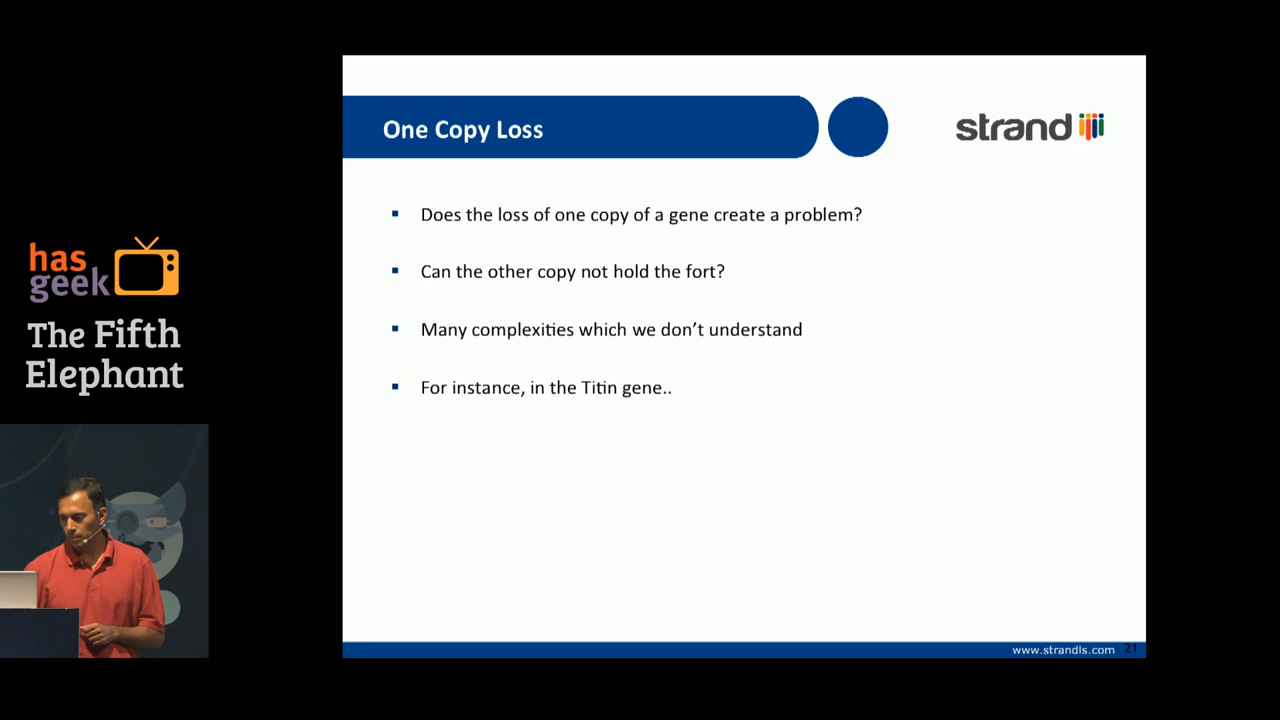 One Copy Loss
strand
Does the loss of one copy of a gene create a problem?
Can the other copy not hold the fort?
Many complexities which we don’t understand
For instance, in the Titin gene..
has
geek
The Fifth
Elephant
www.strandls.com 21